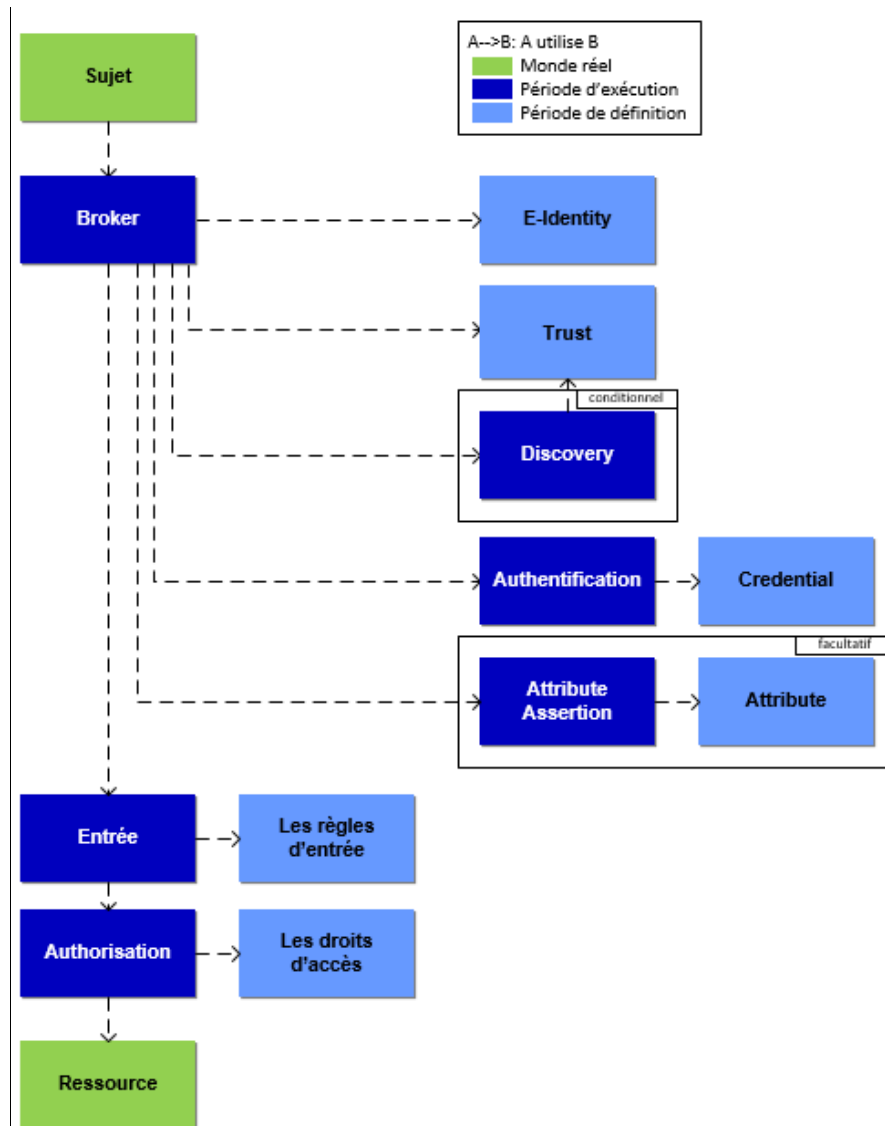 Sujet
A-->B: A utilise B
Monde réel
Période d'exécution
Période de définition
Broker
E-Identity
Trust
conditionnel
Discovery
Authentification
Credential
facultatif
Attribute
Assertion
Attribute
Entrée
Les règles
d'entrée
Authorisation
Les droits
d'accès
Ressource